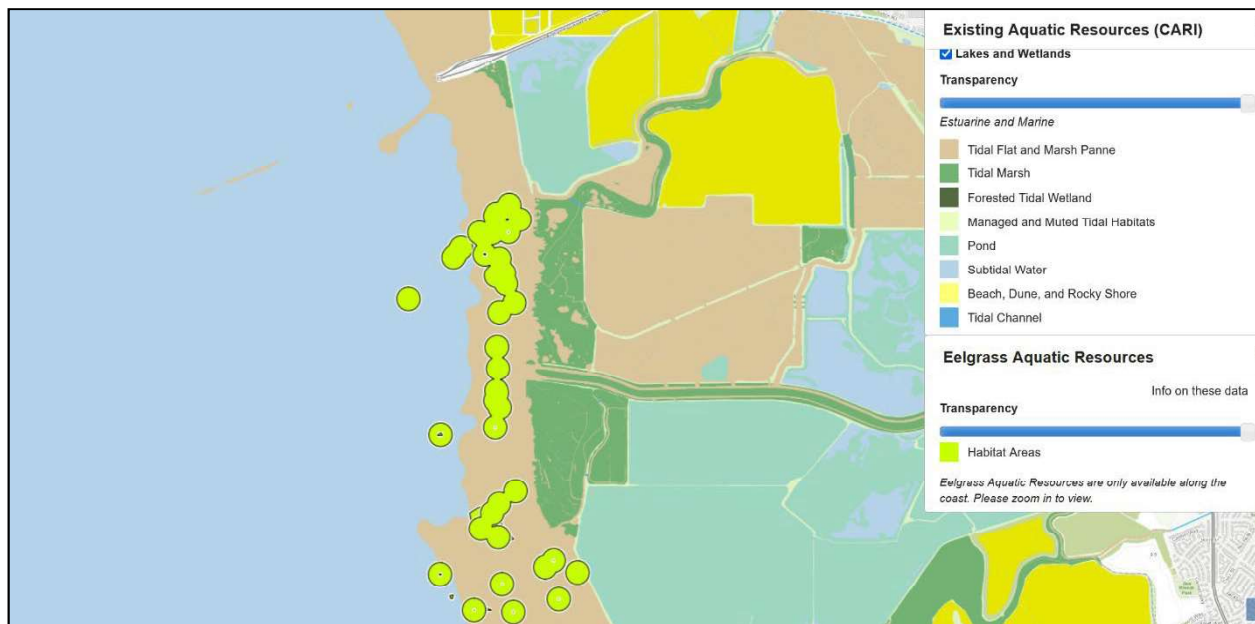 Existing Aquatic Resources (CARI)
Lakes and Wetlands
Transparency
Estuarine and Marine
Tidal Flat and Marsh Panne
Tidal Marsh
Forested Tidal Wetland
Managed and Muted Tidal Habitats
Pond
Subtidal Water
Beach, Dune, and Rocky Shore
Tidal Channel
Eelgrass Aquatic Resources
Info on these data
Transparency
Habitat Areas
Eelgrass Aquatic Resources are only available along the
coast. Please zoom in to view.